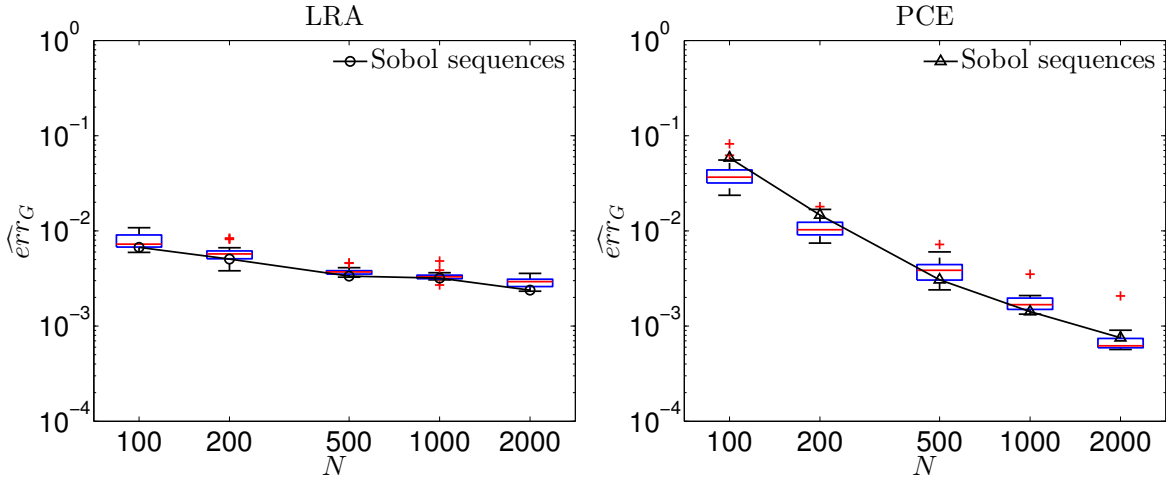 LRA
Sobol sequences
10^0
10^{-1}
10^{-2}
10^{-3}
10^{-4}
\widehat{err}_G
100 200 500 1000 2000
N
PCE
Sobol sequences
10^0
10^{-1}
10^{-2}
10^{-3}
10^{-4}
\widehat{err}_G
100 200 500 1000 2000
N